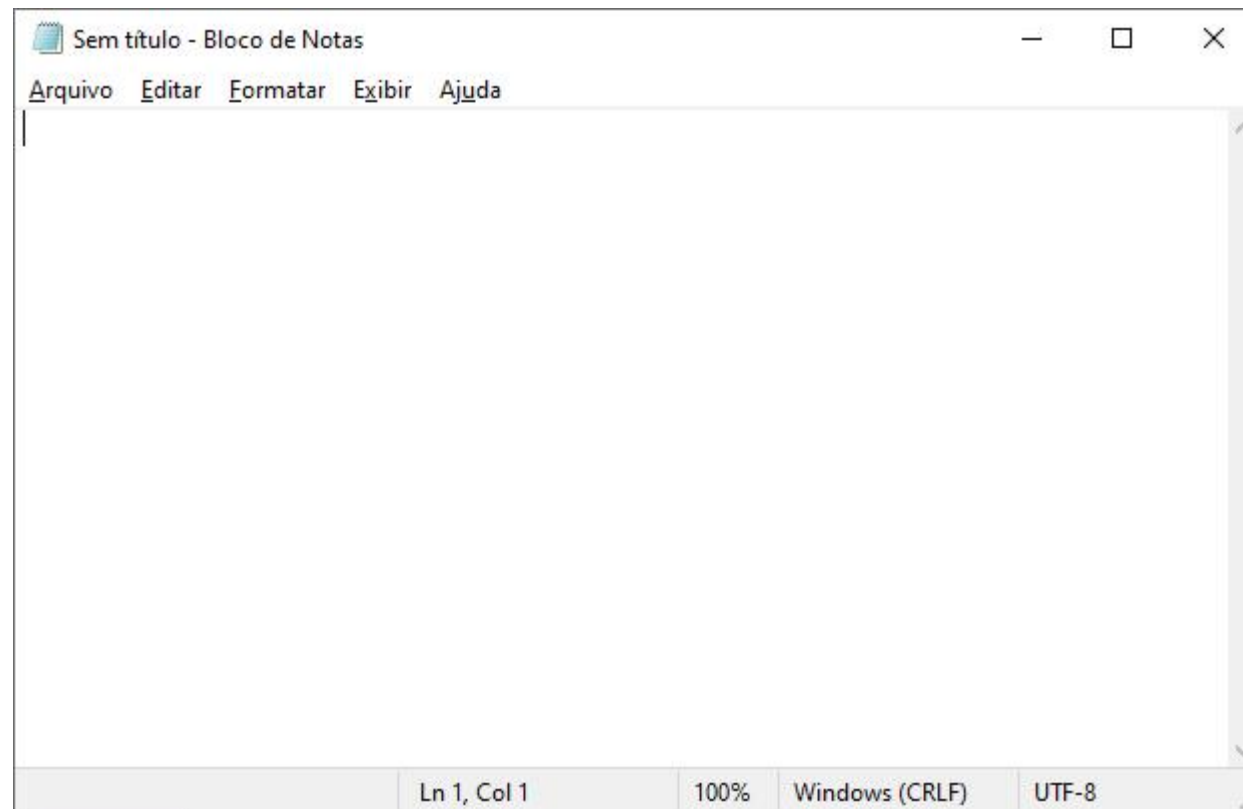 Sem título - Bloco de Notas
Arquivo Editar Formatar Exibir Ajuda
Ln 1, Col 1 100% Windows (CRLF) UTF-8